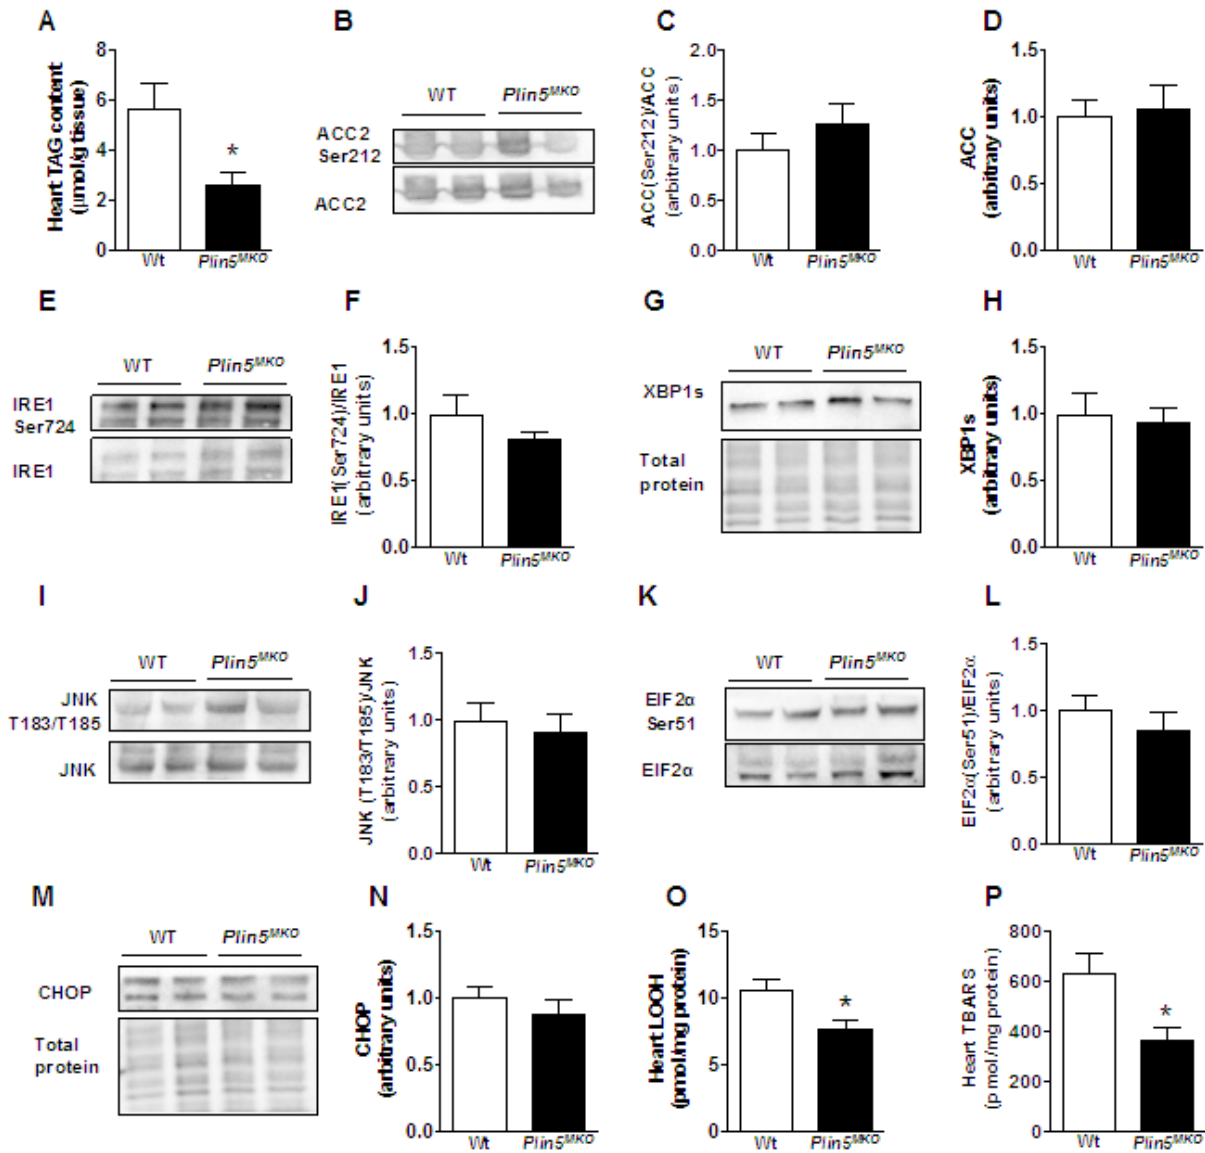 A
Heart TAG content
(μmol/g tissue)
8
6
4
2
0
*
Wt Plin5MKO
B
WT Plin5MKO
ACC2
Ser212
ACC2
C
ACC(Ser212)/ACC
(arbitrary units)
2.0
1.5
1.0
0.5
0.0
Wt Plin5MKO
D
ACC
(arbitrary units)
1.5
1.0
0.5
0.0
Wt Plin5MKO
E
WT Plin5MKO
IRE1
Ser724
IRE1
F
IRE1(Ser724)/IRE1
(arbitrary units)
1.5
1.0
0.5
0.0
Wt Plin5MKO
G
WT Plin5MKO
XBP1s
Total
protein
H
XBP1s
(arbitrary units)
1.5
1.0
0.5
0.0
Wt Plin5MKO
I
WT Plin5MKO
JNK
T183/T185
JNK
J
JNK (T183/T185)/JNK
(arbitrary units)
1.5
1.0
0.5
0.0
Wt Plin5MKO
K
WT Plin5MKO
EIF2α
Ser51
EIF2α
L
EIF2α(Ser51)/EIF2α
(arbitrary units)
1.5
1.0
0.5
0.0
Wt Plin5MKO
M
WT Plin5MKO
CHOP
Total
protein
N
CHOP
(arbitrary units)
1.5
1.0
0.5
0.0
Wt Plin5MKO
O
Heart LOOH
(pmol/mg protein)
15
10
5
0
*
Wt Plin5MKO
P
Heart TBARS
(pmol/mg protein)
800
600
400
200
0
*
Wt Plin5MKO